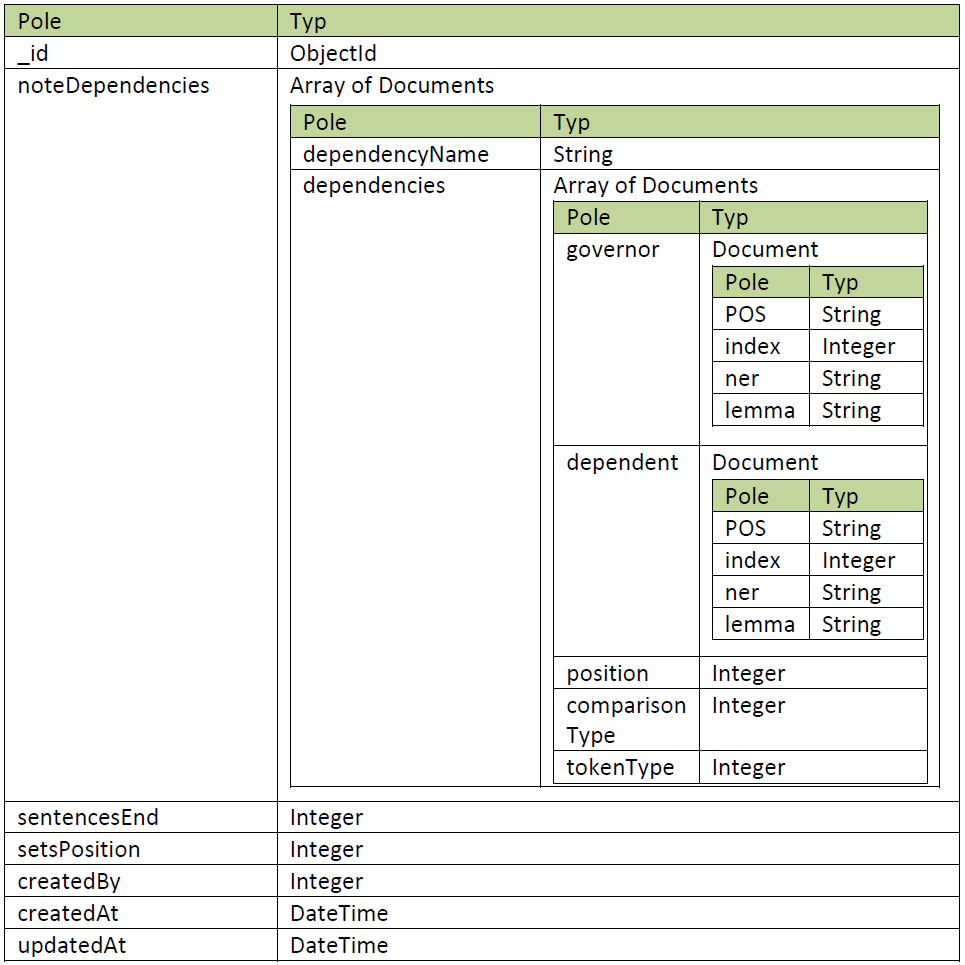 Pole Typ
_id ObjectId
noteDependencies Array of Documents
Pole Typ
dependencyName String
dependencies Array of Documents
Pole Typ
governor Document
Pole Typ
POS String
index Integer
ner String
lemma String
dependent Document
Pole Typ
POS String
index Integer
ner String
lemma String
position Integer
comparison Integer
Type
tokenType Integer
sentencesEnd Integer
setsPosition Integer
createdBy Integer
createdAt DateTime
updatedAt DateTime